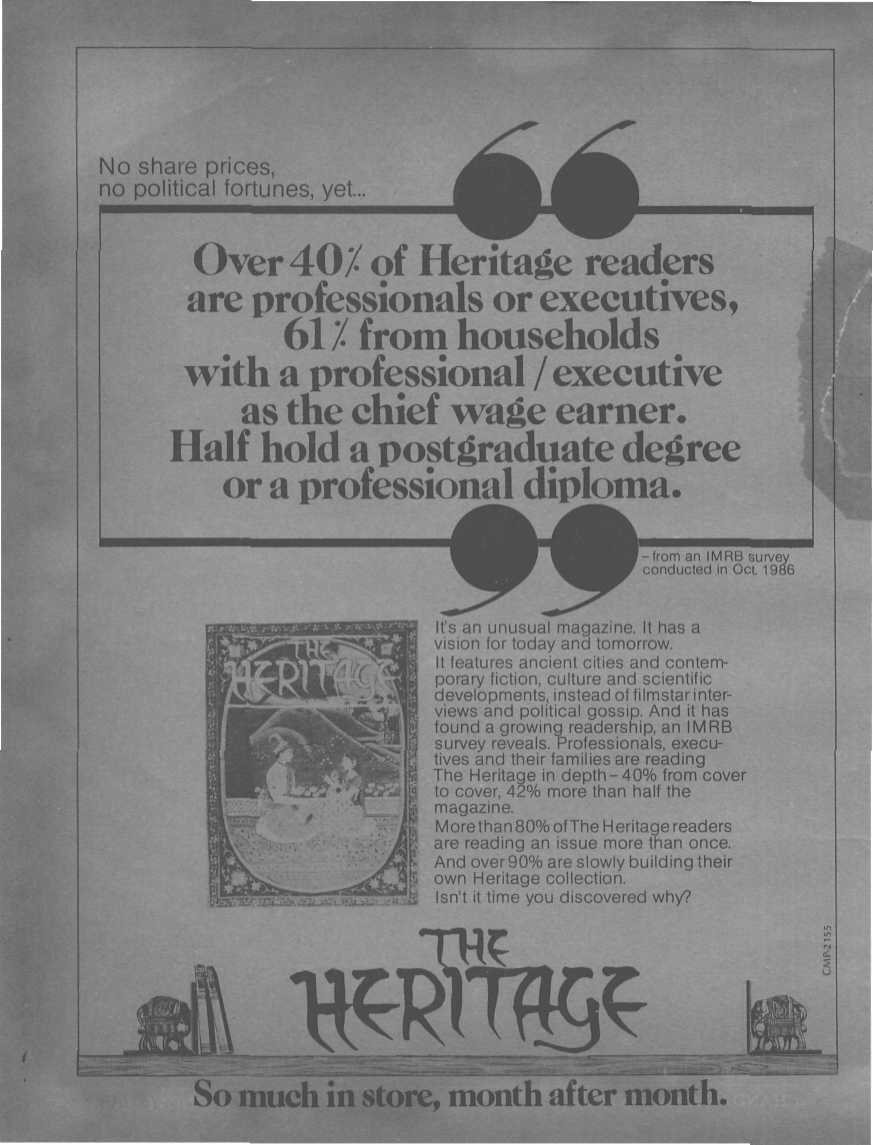 No share prices,
no political fortunes, yet...
“
Over 40% of Heritage readers
are professionals or executives,
61% from households
with a professional / executive
as the chief wage earner.
Half hold a postgraduate degree
or a professional diploma.
”
– from an IMRB survey
conducted in Oct. 1986
THE
HERITAGE
It's an unusual magazine. It has a
vision for today and tomorrow.
It features ancient cities and contem-
porary fiction, culture and scientific
developments, instead of filmstar inter-
views and political gossip. And it has
found a growing readership, an IMRB
survey reveals. Professionals, execu-
tives and their families are reading
The Heritage in depth – 40% from cover
to cover, 42% more than half the
magazine.
More than 80% of The Heritage readers
are reading an issue more than once.
And over 90% are slowly building their
own Heritage collection.
Isn't it time you discovered why?
CMP-2155
THE
HERITAGE
So much in store, month after month.